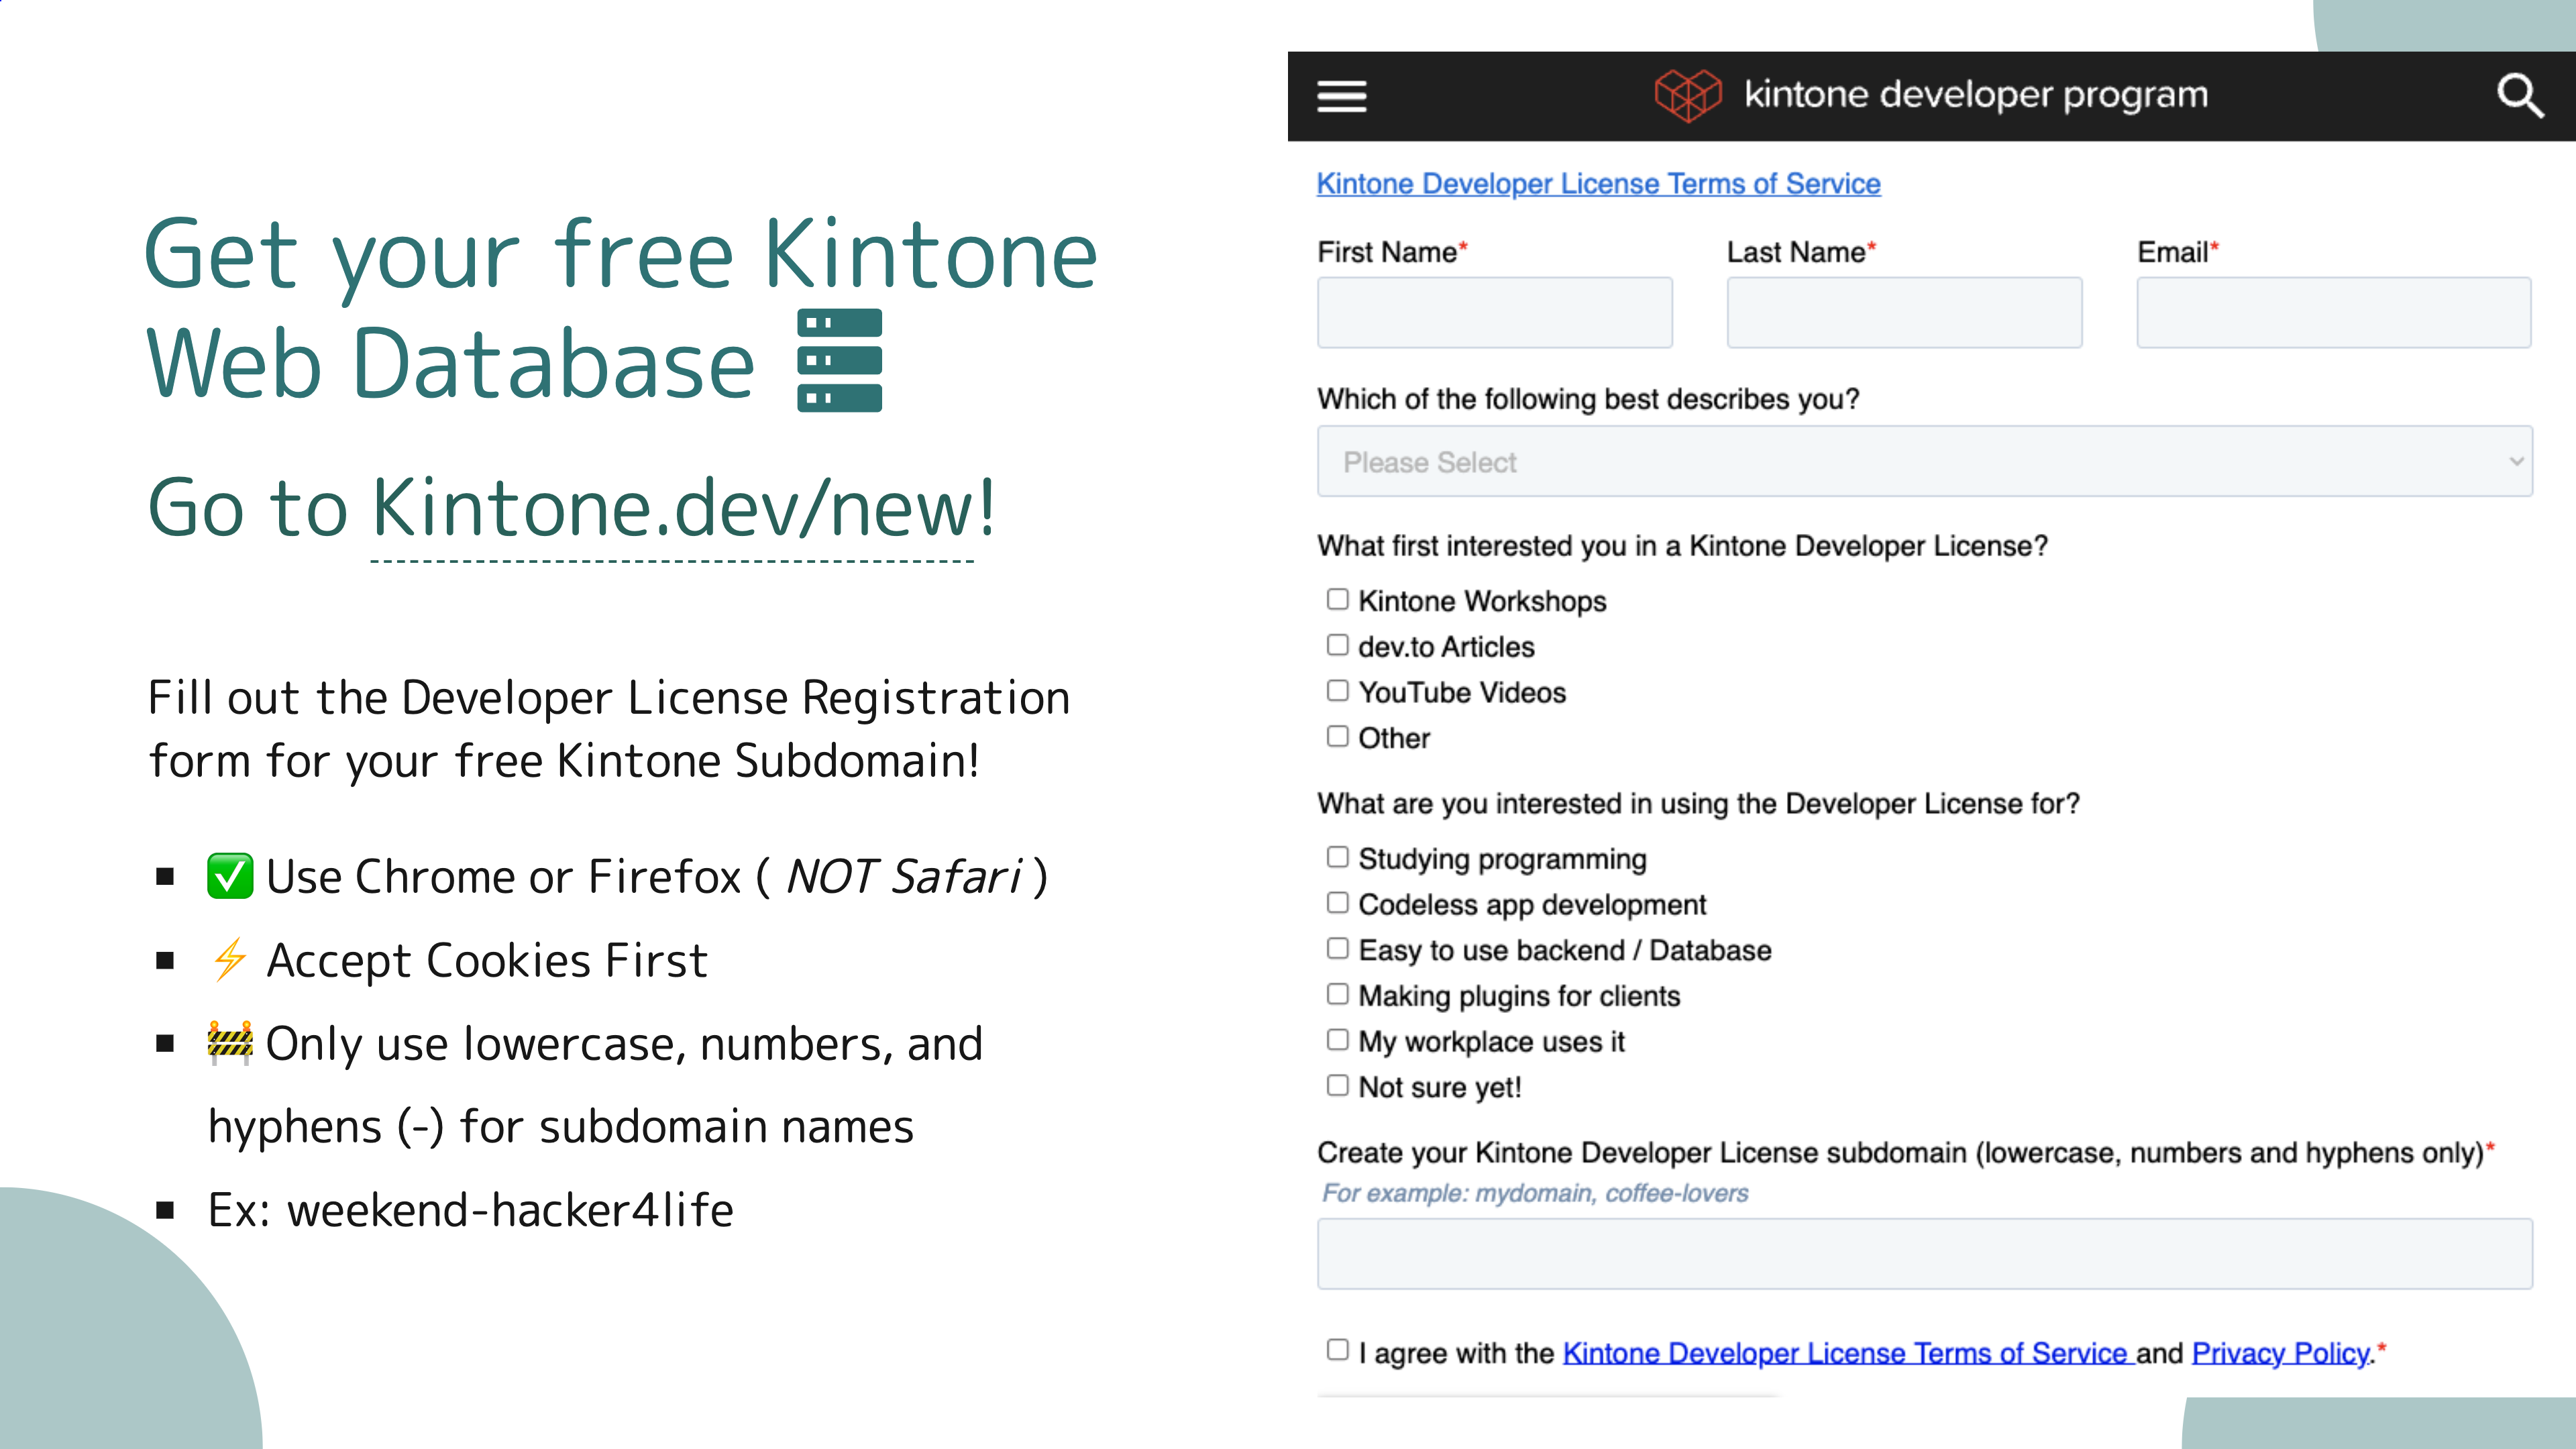 Get your free Kintone
Web Database
Go to Kintone.dev/new!
Fill out the Developer License Registration
form for your free Kintone Subdomain!
✅ Use Chrome or Firefox ( NOT Safari )
⚡ Accept Cookies First
🚧 Only use lowercase, numbers, and
hyphens (-) for subdomain names
Ex: weekend-hacker4life
kintone developer program
Kintone Developer License Terms of Service
First Name* Last Name* Email*
Which of the following best describes you?
Please Select
What first interested you in a Kintone Developer License?
Kintone Workshops
dev.to Articles
YouTube Videos
Other
What are you interested in using the Developer License for?
Studying programming
Codeless app development
Easy to use backend / Database
Making plugins for clients
My workplace uses it
Not sure yet!
Create your Kintone Developer License subdomain (lowercase, numbers and hyphens only)*
For example: mydomain, coffee-lovers
I agree with the Kintone Developer License Terms of Service and Privacy Policy.*